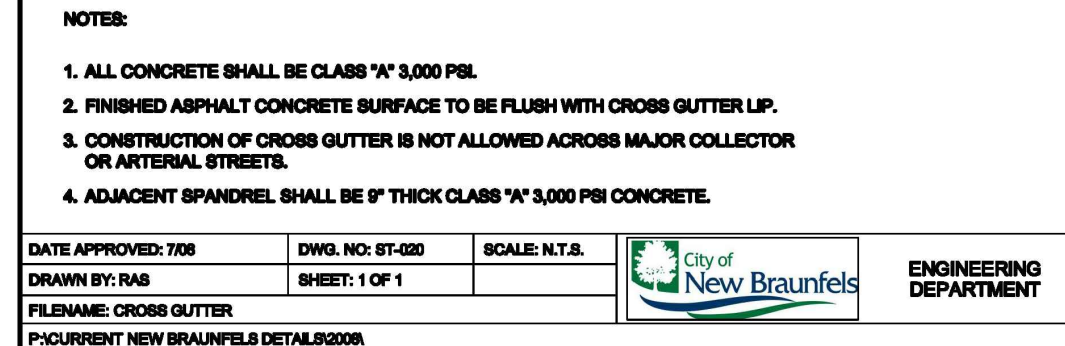 NOTES:
1. ALL CONCRETE SHALL BE CLASS "A" 3,000 PSI.
2. FINISHED ASPHALT CONCRETE SURFACE TO BE FLUSH WITH CROSS GUTTER LIP.
3. CONSTRUCTION OF CROSS GUTTER IS NOT ALLOWED ACROSS MAJOR COLLECTOR
OR ARTERIAL STREETS.
4. ADJACENT SPANDREL SHALL BE 9" THICK CLASS "A" 3,000 PSI CONCRETE.
DATE APPROVED: 7/08 DWG. NO: ST-020 SCALE: N.T.S.
DRAWN BY: RAS SHEET: 1 OF 1
FILENAME: CROSS GUTTER
P:\CURRENT NEW BRAUNFELS DETAILS\2008\
City of
New Braunfels
ENGINEERING
DEPARTMENT